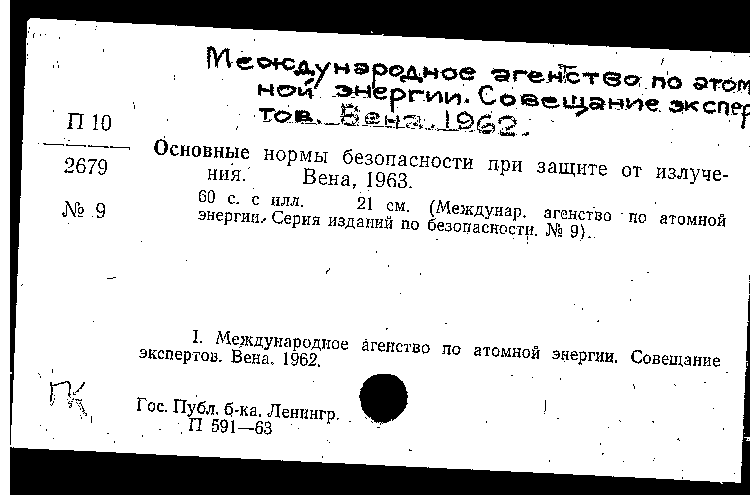 Международное агенство по атом
ной энергии. Совещание экспер
тов. Вена. 1962.
П 10
2679
№ 9
Основные нормы безопасности при защите от излуче-
ния. Вена, 1963.
60 с. с илл. 21 см. (Междунар. агенство по атомной
энергии. Серия изданий по безопасности. № 9).
I. Международное агенство по атомной энергии. Совещание
экспертов. Вена. 1962.
ГК
Гос. Публ. б-ка. Ленингр.
П 591—63